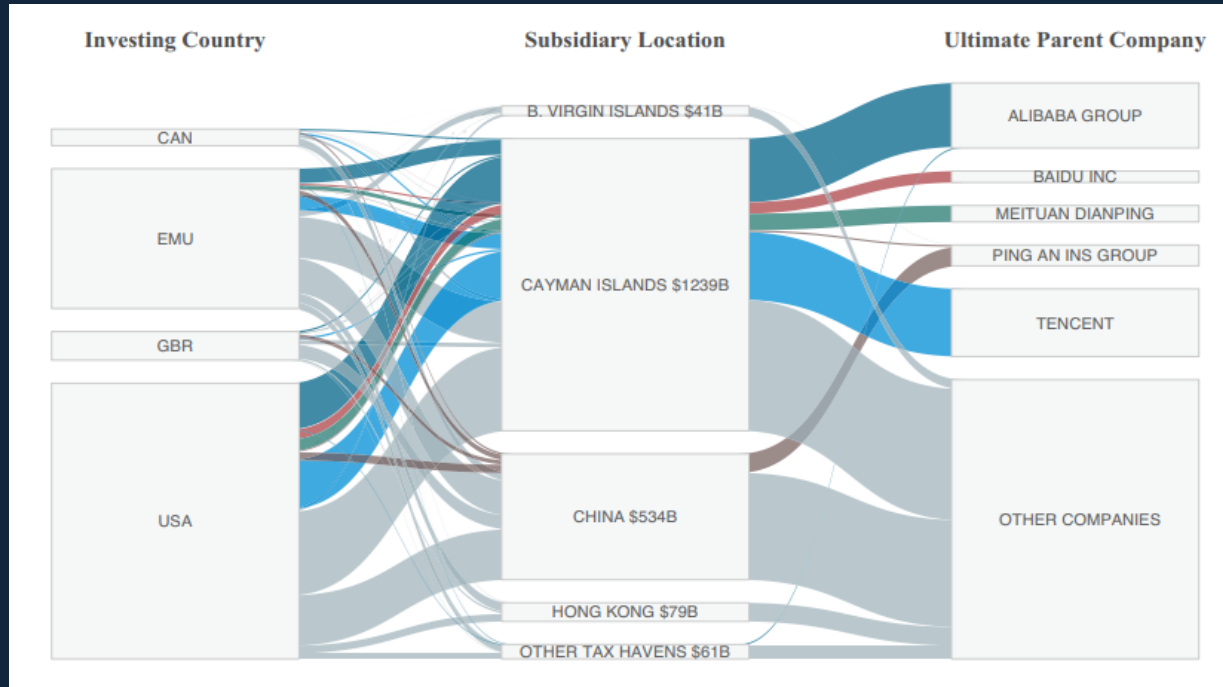 Investing Country
Subsidiary Location
Ultimate Parent Company
CAN
EMU
GBR
USA
B. VIRGIN ISLANDS $41B
CAYMAN ISLANDS $1239B
CHINA $534B
HONG KONG $79B
OTHER TAX HAVENS $61B
ALIBABA GROUP
BAIDU INC
MEITUAN DIANPING
PING AN INS GROUP
TENCENT
OTHER COMPANIES